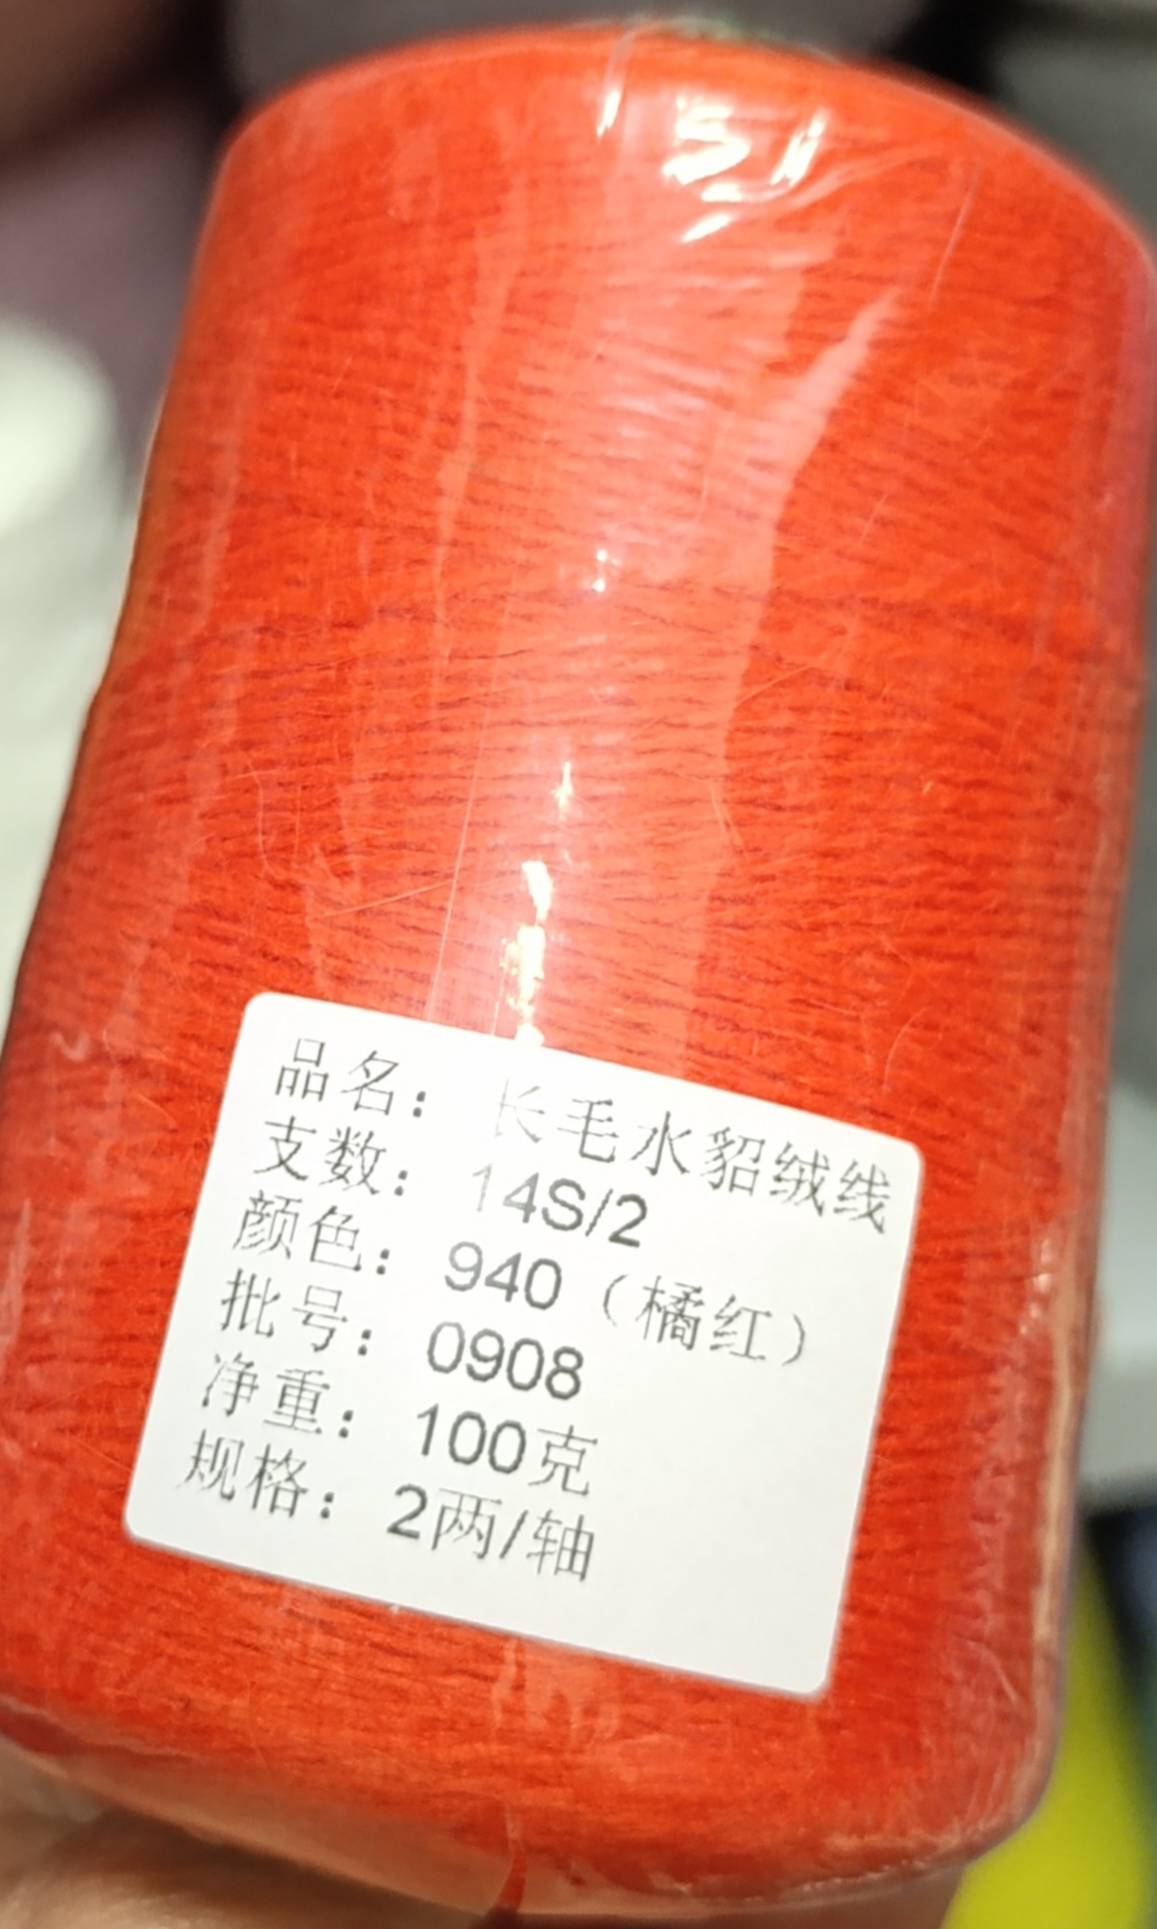 品名：长毛水貂绒线
支数：14S/2
颜色：940（橘红）
批号：0908
净重：100克
规格：2两/轴